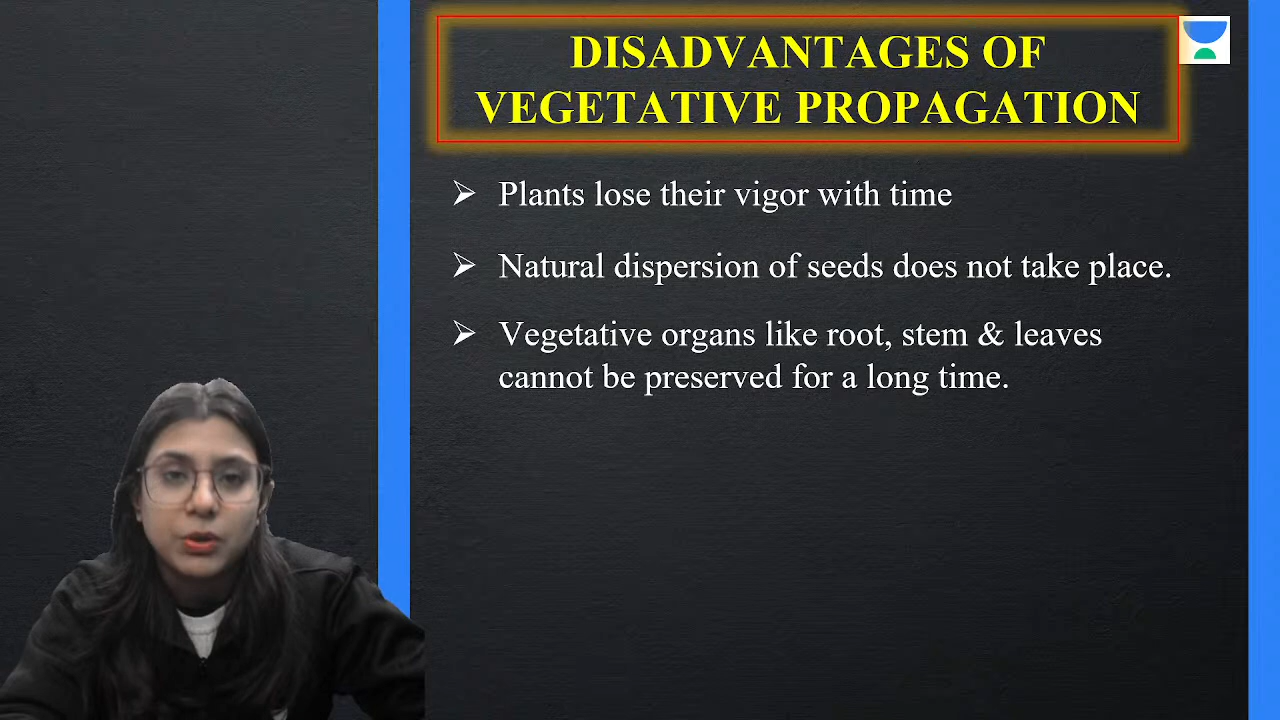 DISADVANTAGES OF
VEGETATIVE PROPAGATION
Plants lose their vigor with time
Natural dispersion of seeds does not take place.
Vegetative organs like root, stem & leaves
cannot be preserved for a long time.